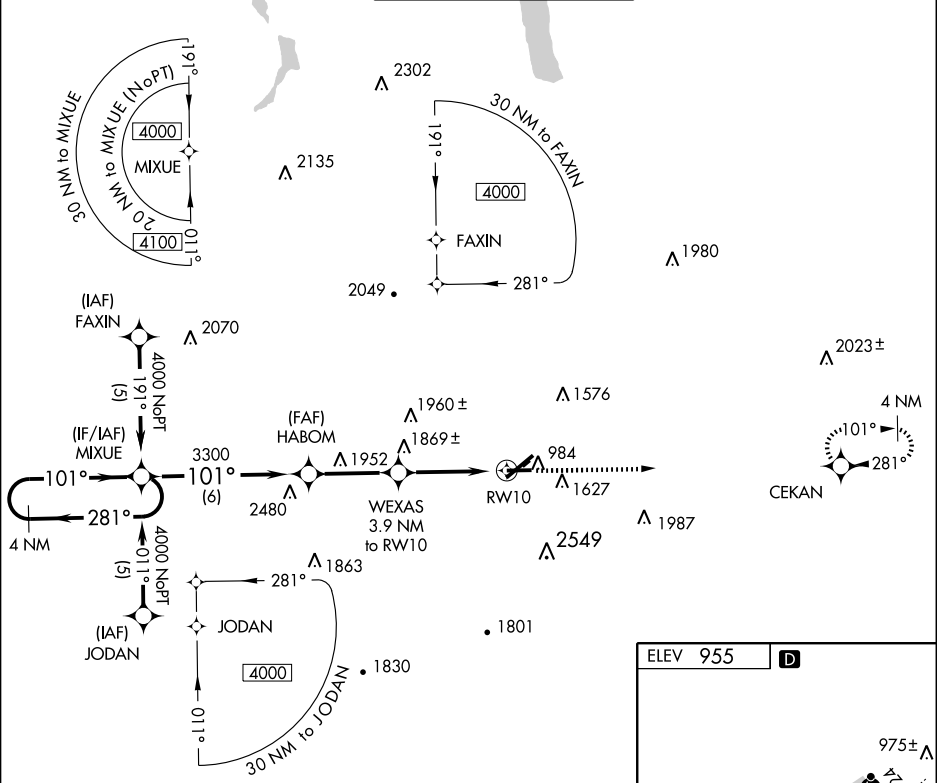 2302
191°
30 NM to MIXUE
20 NM to MIXUE (NoPT)
4000
MIXUE
4100
011°
2135
30 NM to FAXIN
191°
4000
FAXIN
281°
1980
2049
(IAF)
FAXIN
2070
4000 NoPT
191°
(5)
2023±
1576
4 NM
101°
281°
CEKAN
(IF/IAF)
MIXUE
3300
101°
(6)
(FAF)
HABOM
1960±
1869±
1952
984
101°
281°
4 NM
2480
WEXAS
3.9 NM
to RW10
RW10
1627
1987
2549
4000 NoPT
011°
(5)
(IAF)
JODAN
1863
281°
JODAN
4000
011°
30 NM to JODAN
1801
1830
ELEV 955 D
975±
24